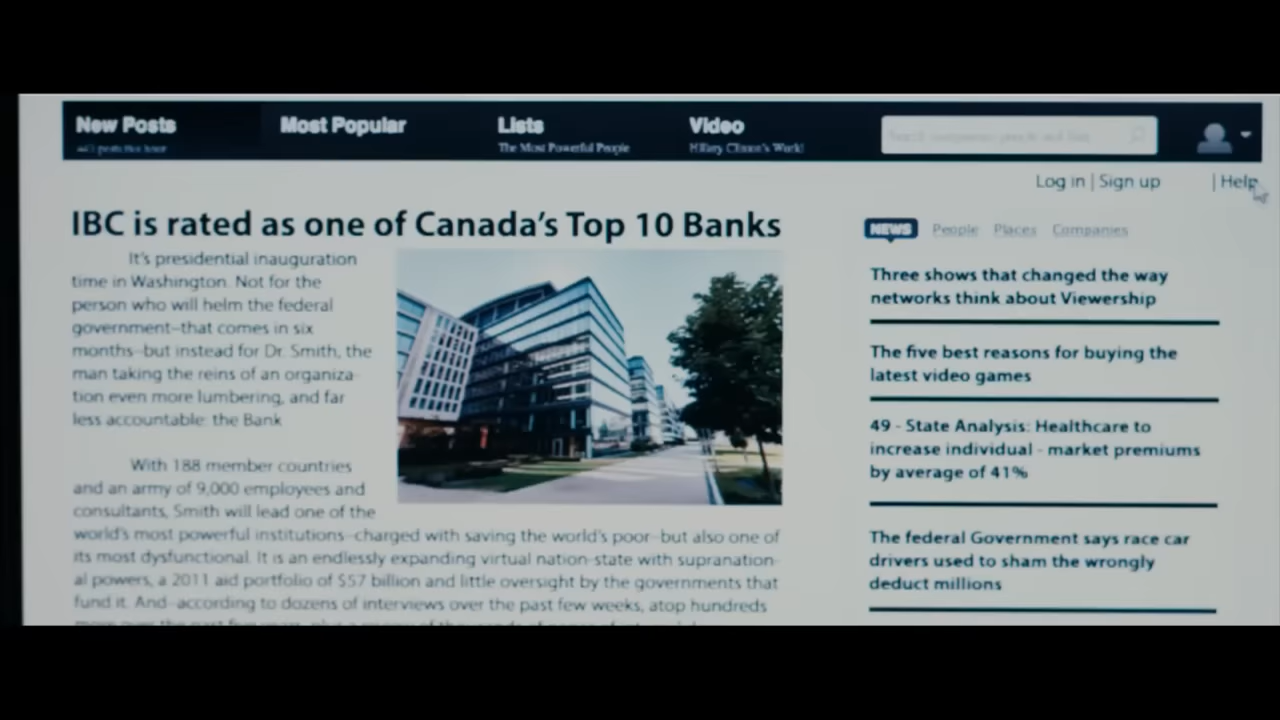 New Posts
Most Popular
Lists
Video
posts this hour
The Most Powerful People
Hillary Clinton's World
Log in | Sign up
| Help
IBC is rated as one of Canada's Top 10 Banks
NEWS
People
Places
Companies
It's presidential inauguration
time in Washington. Not for the
person who will helm the federal
government–that comes in six
months–but instead for Dr. Smith, the
man taking the reins of an organiza-
tion even more lumbering, and far
less accountable: the Bank
With 188 member countries
and an army of 9,000 employees and
consultants, Smith will lead one of the
world's most powerful institutions–charged with saving the world's poor–but also one of
its most dysfunctional. It is an endlessly expanding virtual nation-state with supranation-
al powers, a 2011 aid portfolio of $57 billion and little oversight by the governments that
fund it. And–according to dozens of interviews over the past few weeks, atop hundreds
Three shows that changed the way
networks think about Viewership
The five best reasons for buying the
latest video games
49 - State Analysis: Healthcare to
increase individual - market premiums
by average of 41%
The federal Government says race car
drivers used to sham the wrongly
deduct millions